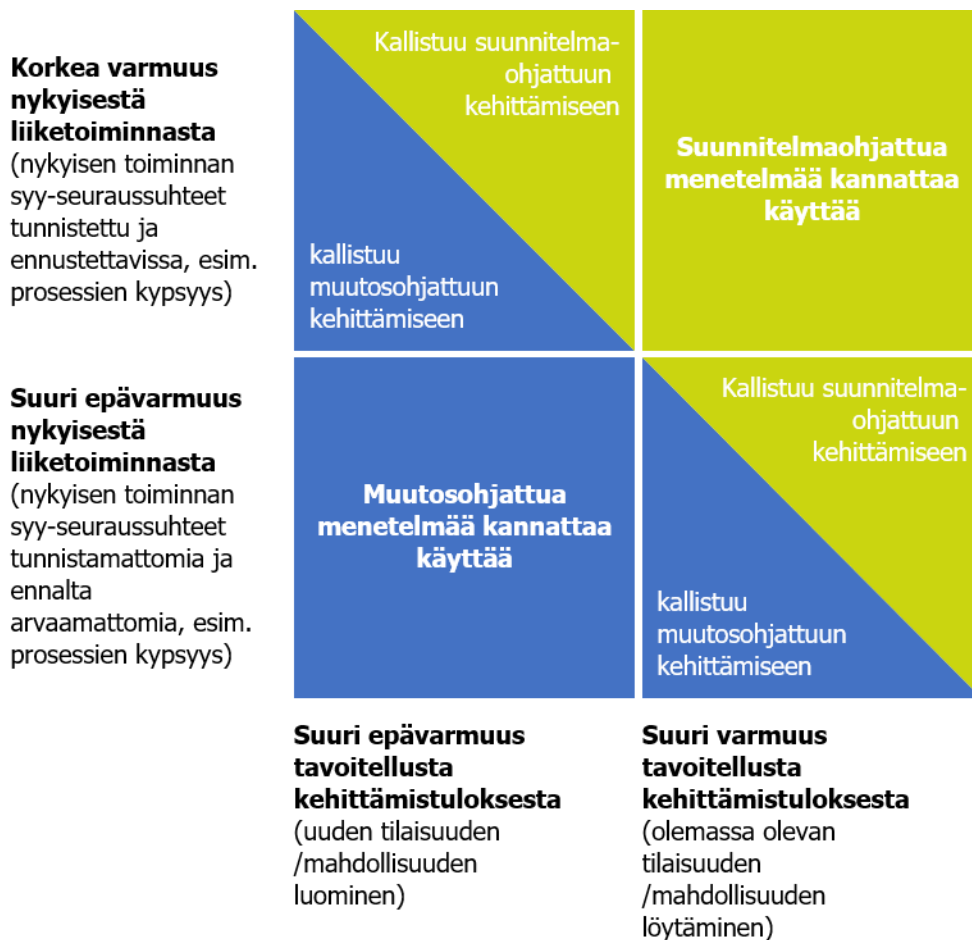 Korkea varmuus
nykyisestä
liiketoiminnasta
(nykyisen toiminnan
syy-seuraussuhteet
tunnistettu ja
ennustettavissa, esim.
prosessien kypsyys)
Kallistuu suunnitelma-
ohjattuun
kehittämiseen
kallistuu
muutosohjattuun
kehittämiseen
Suunnitelmaohjattua
menetelmää kannattaa
käyttää
Suuri epävarmuus
nykyisestä
liiketoiminnasta
(nykyisen toiminnan
syy-seuraussuhteet
tunnistamattomia ja
ennalta
arvaamattomia, esim.
prosessien kypsyys)
Muutosohjattua
menetelmää kannattaa
käyttää
Kallistuu suunnitelma-
ohjattuun
kehittämiseen
kallistuu
muutosohjattuun
kehittämiseen
Suuri epävarmuus
tavoitellusta
kehittämistuloksesta
(uuden tilaisuuden
/mahdollisuuden
luominen)
Suuri varmuus
tavoitellusta
kehittämistuloksesta
(olemassa olevan
tilaisuuden
/mahdollisuuden
löytäminen)